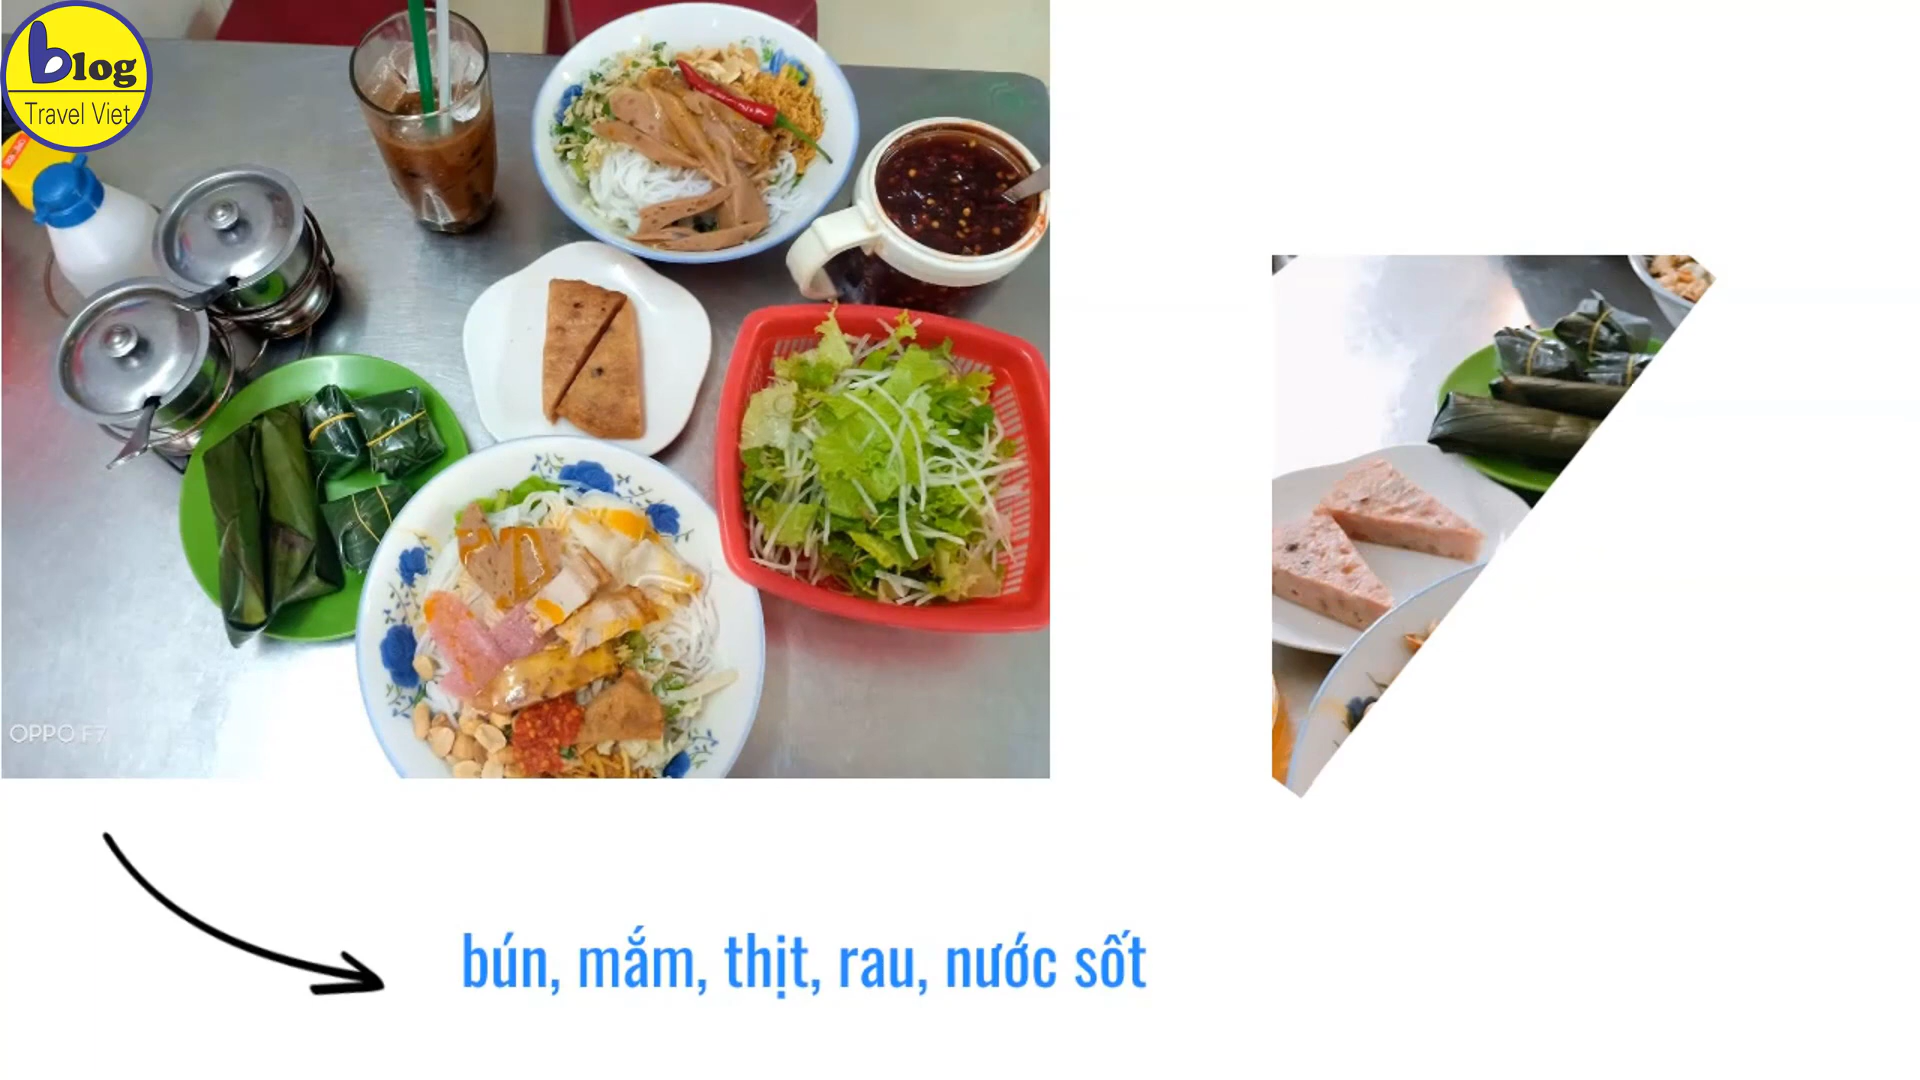 blog
Travel Viet
OPPO F7
bún, mắm, thịt, rau, nước sốt